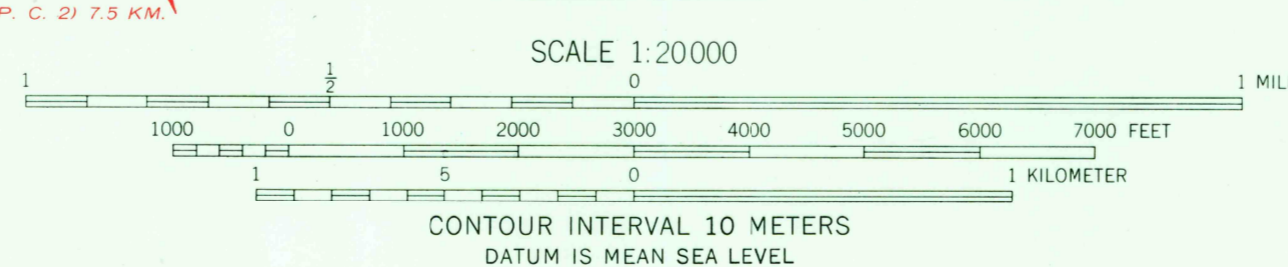 P. C. 2) 7.5 KM.
SCALE 1:20000
1 1/2 0 1 MIL
1000 0 1000 2000 3000 4000 5000 6000 7000 FEET
1 5 0 1 KILOMETER
CONTOUR INTERVAL 10 METERS
DATUM IS MEAN SEA LEVEL